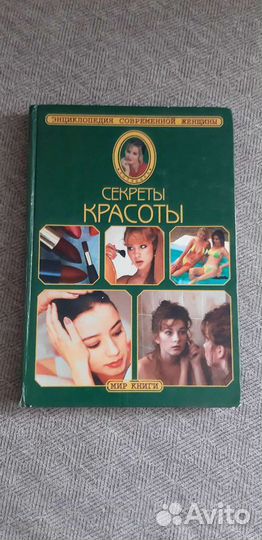 ЭНЦИКЛОПЕДИЯ СОВРЕМЕННОЙ ЖЕНЩИНЫ
СЕКРЕТЫ
КРАСОТЫ
МИР КНИГИ
Avito